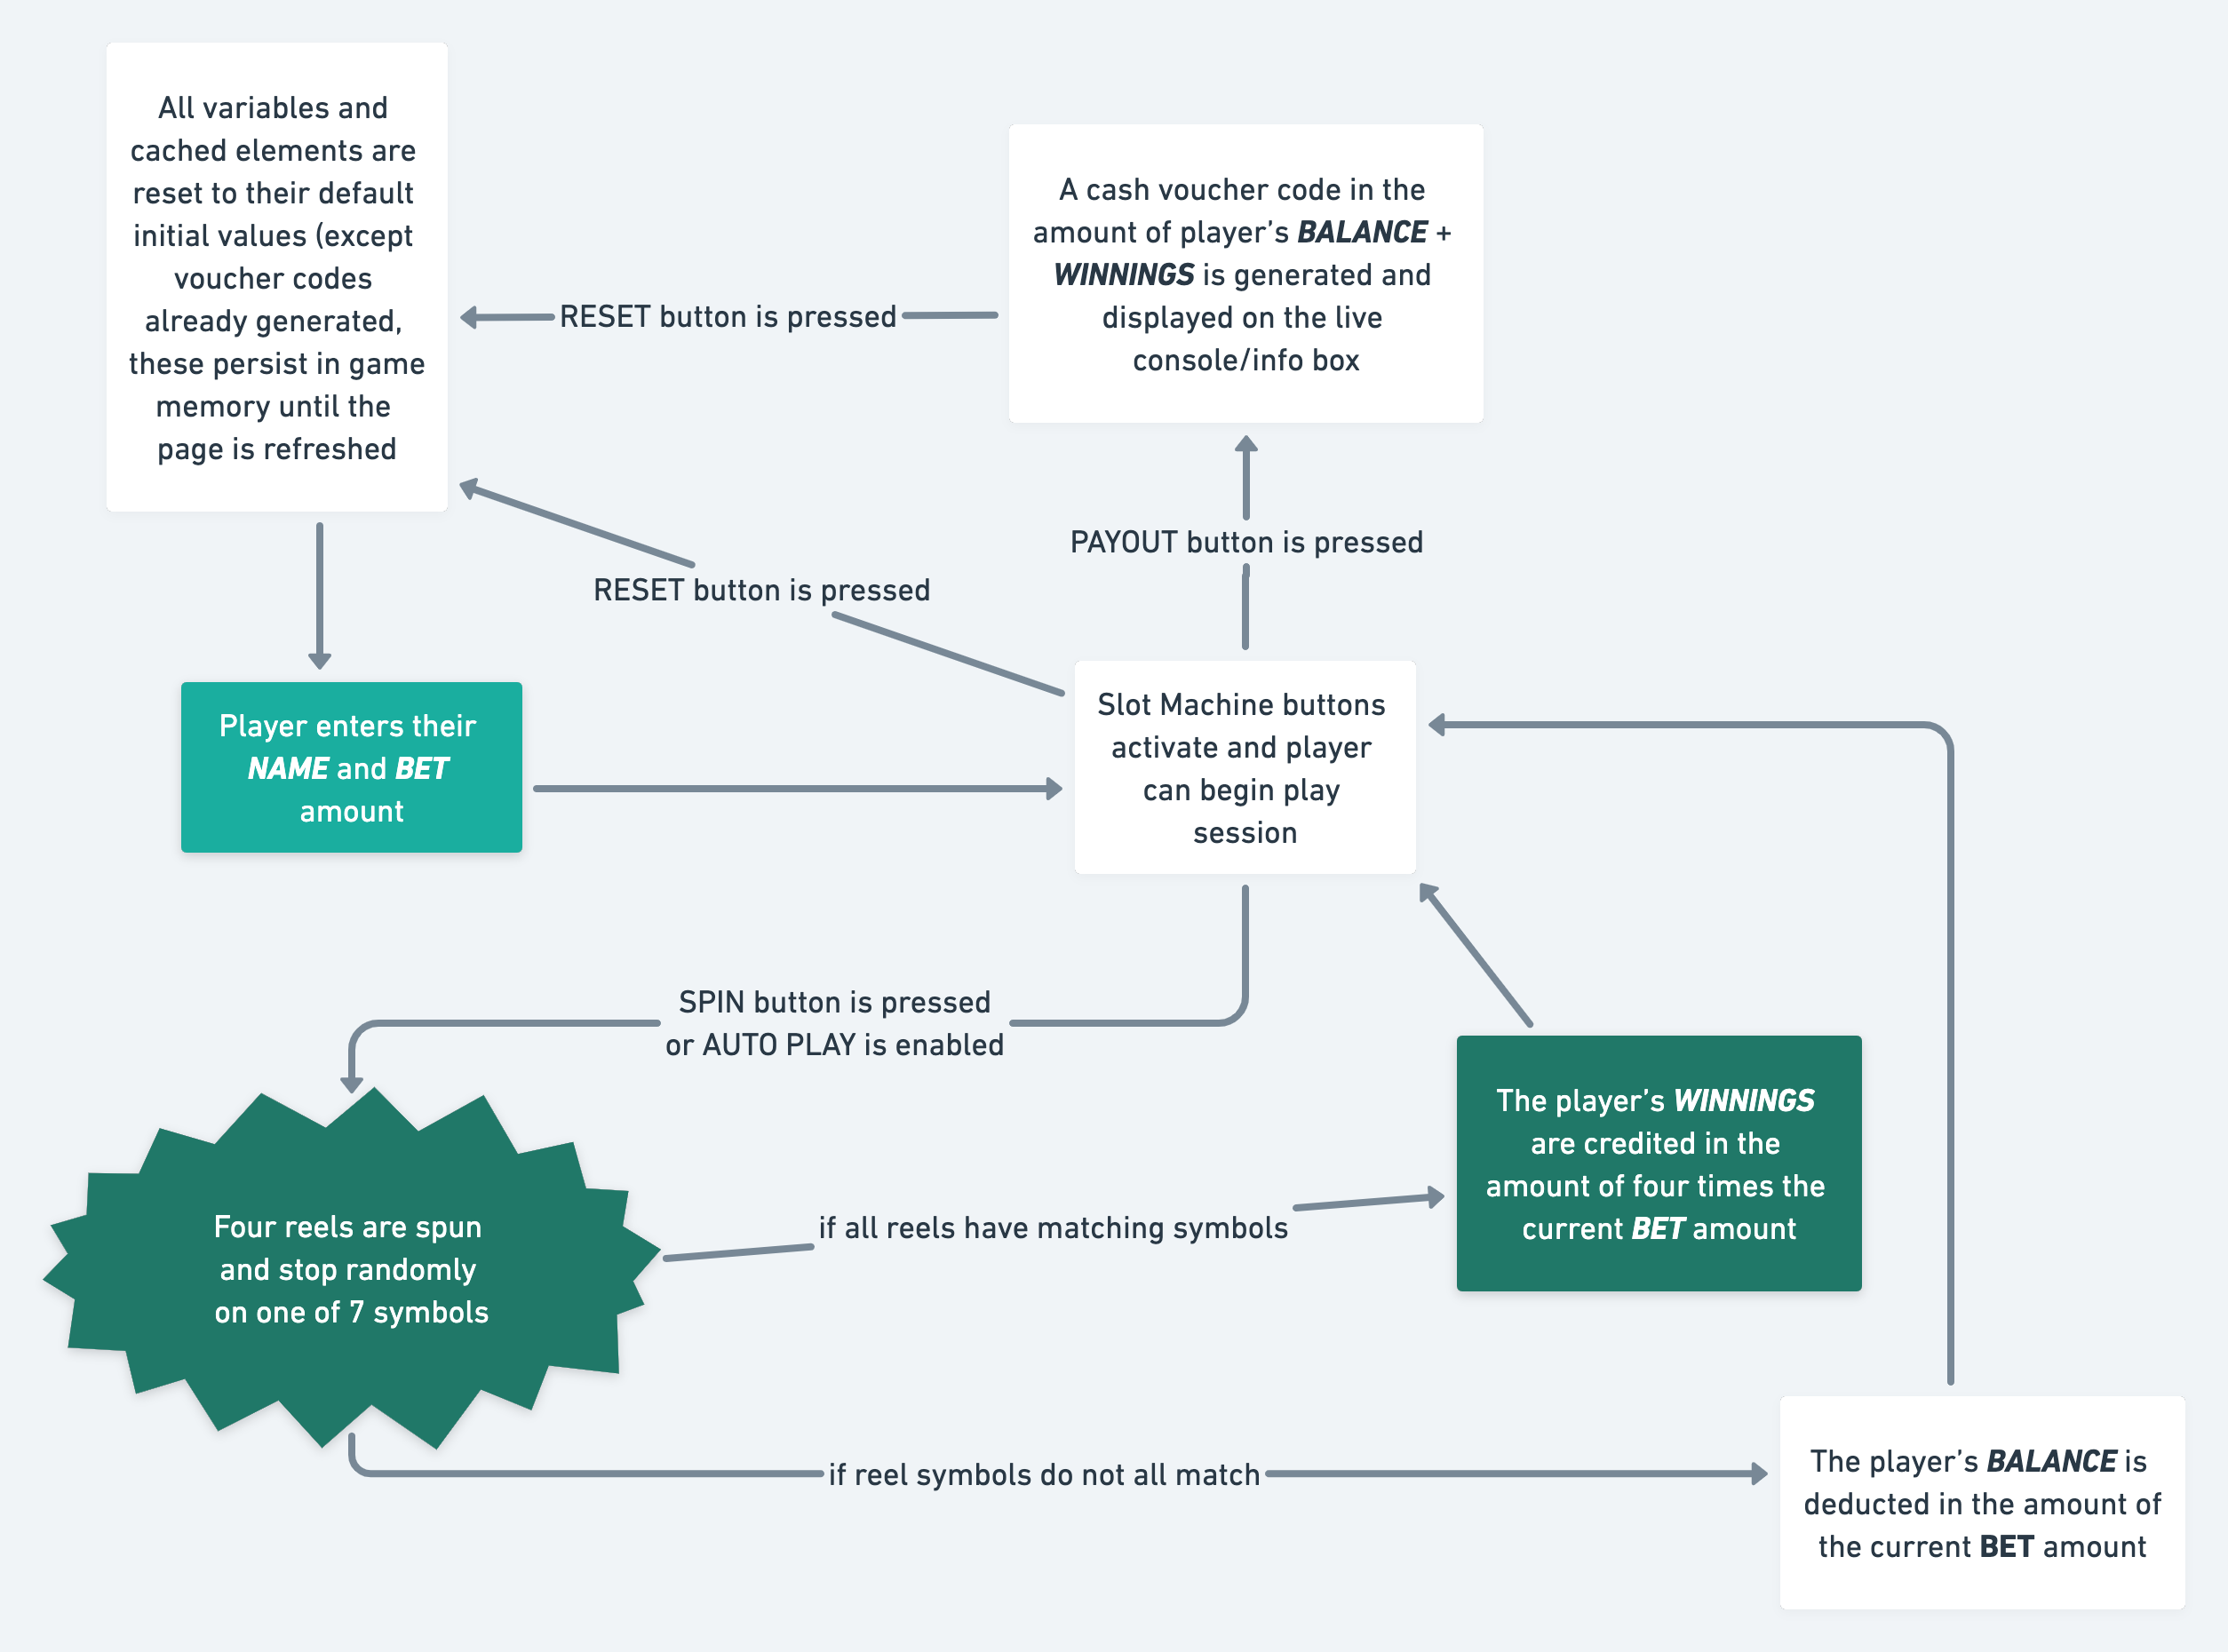 All variables and
cached elements are
reset to their default
initial values (except
voucher codes
already generated,
these persist in game
memory until the
page is refreshed
A cash voucher code in the
amount of player’s BALANCE +
WINNINGS is generated and
displayed on the live
console/info box
RESET button is pressed
PAYOUT button is pressed
RESET button is pressed
Player enters their
NAME and BET
amount
Slot Machine buttons
activate and player
can begin play
session
SPIN button is pressed
or AUTO PLAY is enabled
The player’s WINNINGS
are credited in the
amount of four times the
current BET amount
Four reels are spun
and stop randomly
on one of 7 symbols
if all reels have matching symbols
if reel symbols do not all match
The player’s BALANCE is
deducted in the amount of
the current BET amount